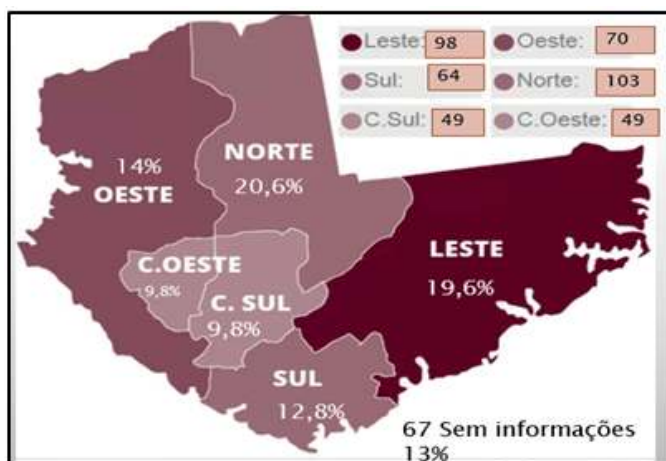 Leste: 98 Oeste: 70
Sul: 64 Norte: 103
C.Sul: 49 C.Oeste: 49
NORTE
20,6%
14%
OESTE
LESTE
19,6%
C.OESTE
9,8%
C. SUL
9,8%
SUL
12,8%
67 Sem informações
13%